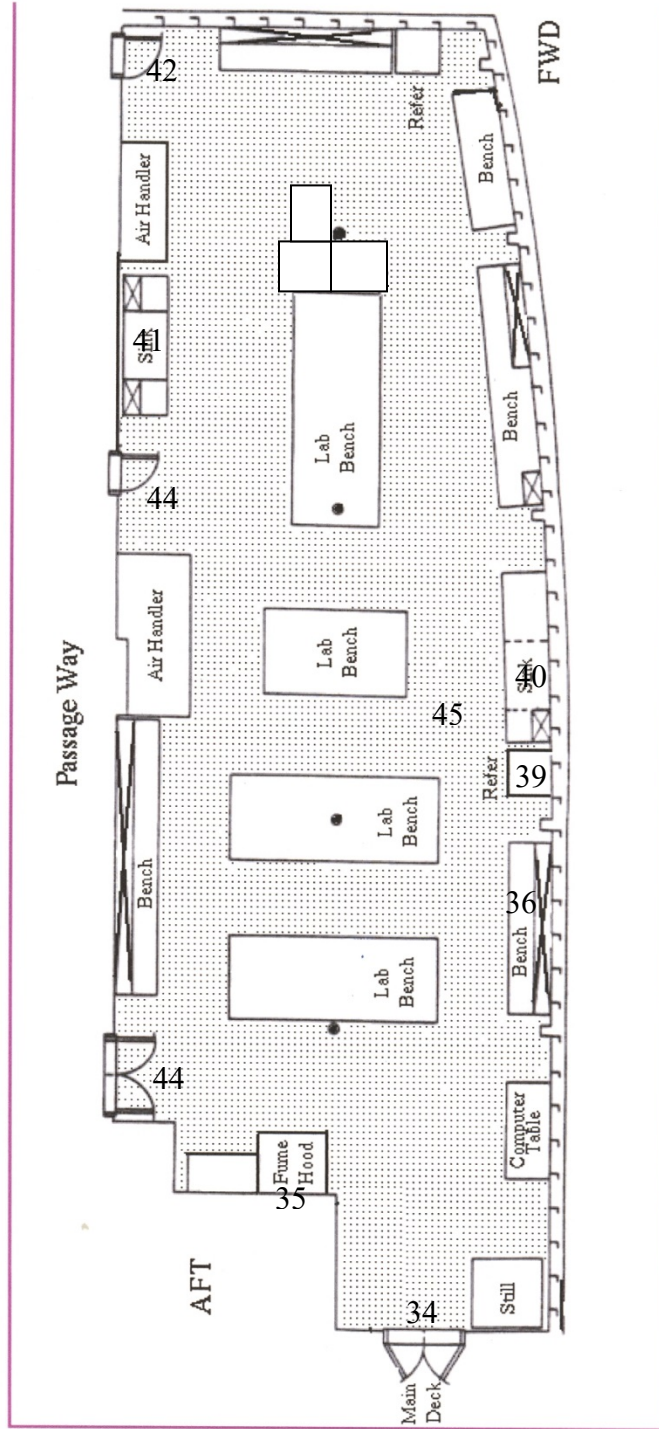 FWD
42
Refer
Bench
Air Handler
41
Sink
Bench
Lab
Bench
44
Passage Way
Air Handler
Lab
Bench
40
Sink
45
Refer
39
Lab
Bench
Bench
36
Bench
Lab
Bench
44
Computer
Table
Fume
Hood
35
AFT
Still
34
Main
Deck